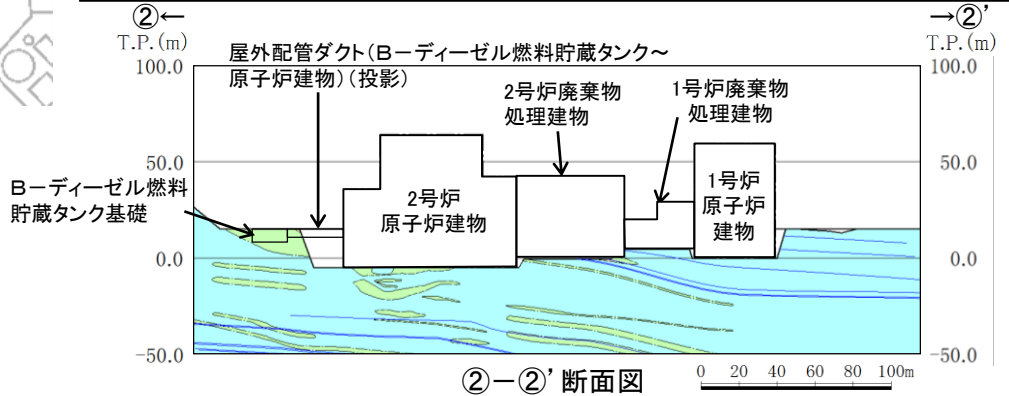 ②←
→②’
T.P.(m)
T.P.(m)
屋外配管ダクト(B－ディーゼル燃料貯蔵タンク～
原子炉建物)(投影)
100.0
100.0
2号炉廃棄物
処理建物
1号炉廃棄物
処理建物
50.0
50.0
B－ディーゼル燃料
貯蔵タンク基礎
2号炉
原子炉建物
1号炉
原子炉
建物
0.0
0.0
−50.0
−50.0
②－②’断面図
0 20 40 60 80 100m